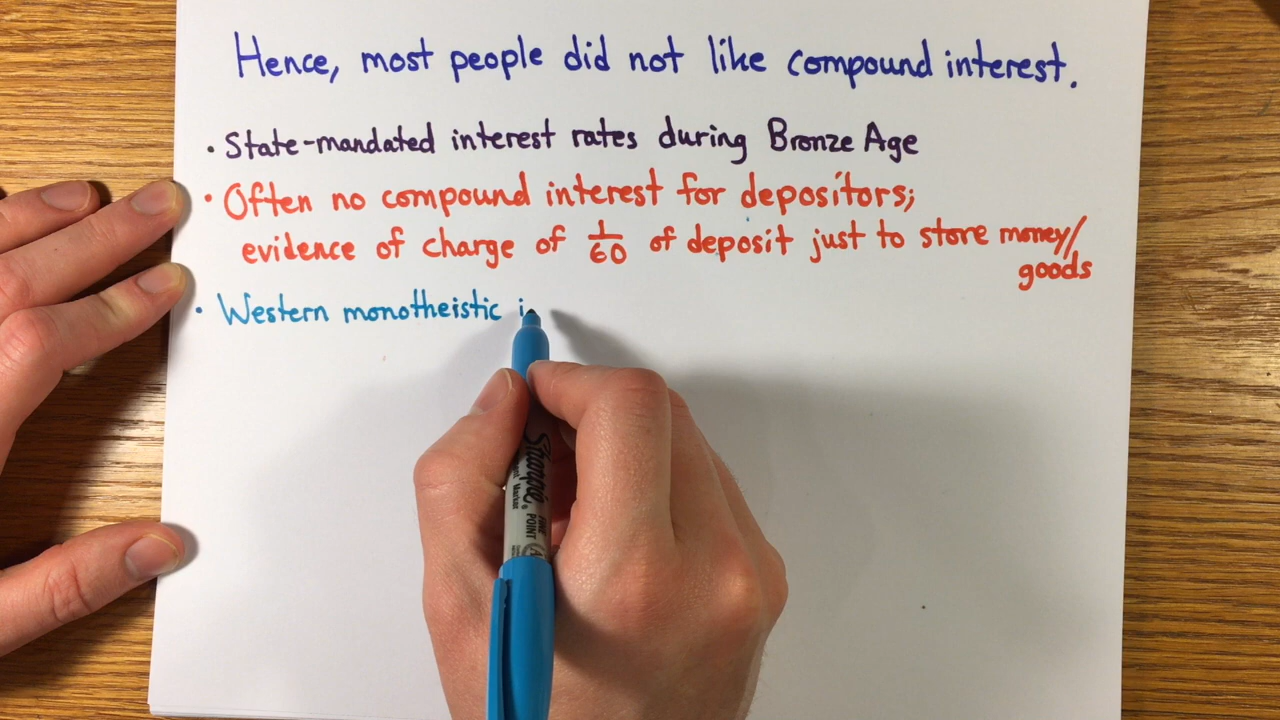 Hence, most people did not like compound interest.
• State-mandated interest rates during Bronze Age
• Often no compound interest for depositors;
evidence of charge of 1/60 of deposit just to store money/
goods
• Western monotheistic i
Sharpie
FINE POINT